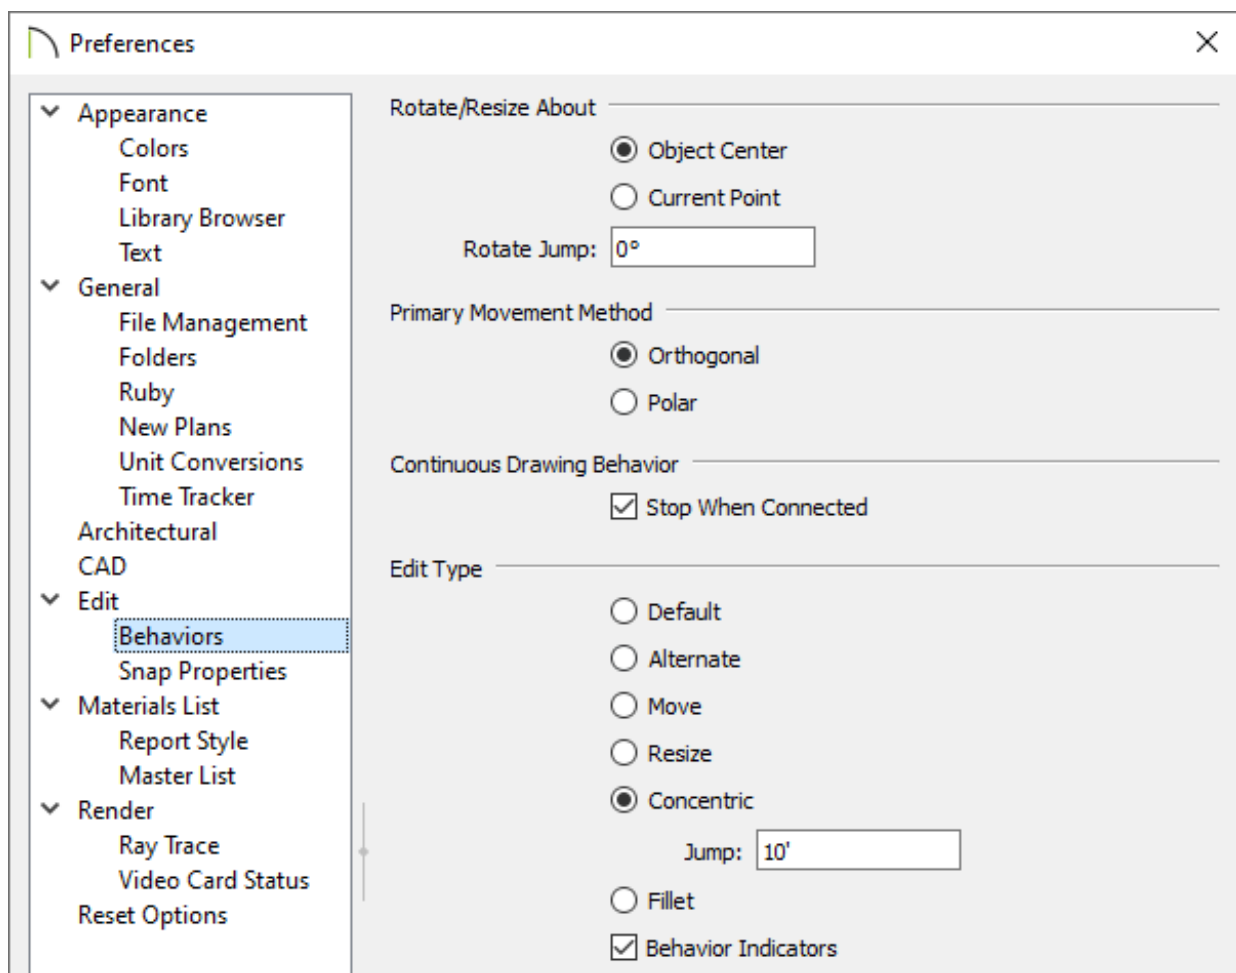 Preferences
Appearance
Colors
Font
Library Browser
Text
General
File Management
Folders
Ruby
New Plans
Unit Conversions
Time Tracker
Architectural
CAD
Edit
Behaviors
Snap Properties
Materials List
Report Style
Master List
Render
Ray Trace
Video Card Status
Reset Options
Rotate/Resize About
Object Center
Current Point
Rotate Jump: 0°
Primary Movement Method
Orthogonal
Polar
Continuous Drawing Behavior
Stop When Connected
Edit Type
Default
Alternate
Move
Resize
Concentric
Jump: 10'
Fillet
Behavior Indicators